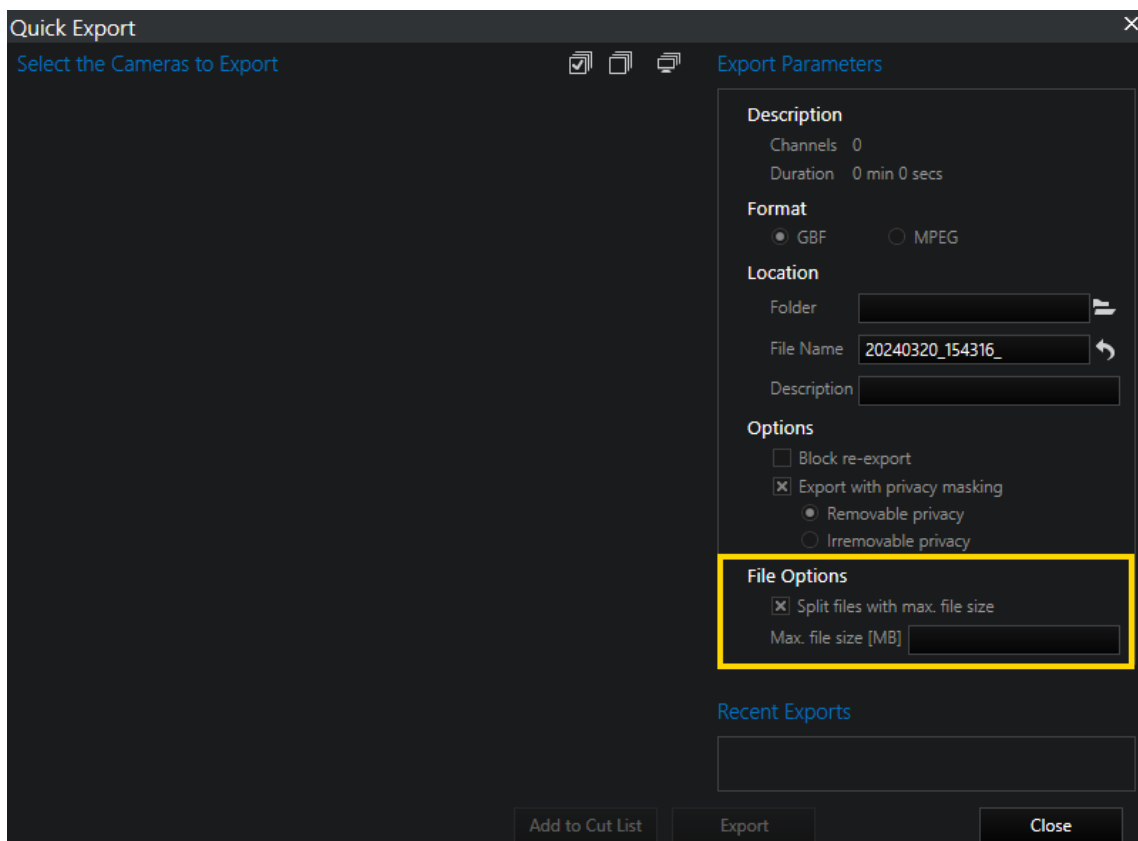 Quick Export
Select the Cameras to Export
Export Parameters
Description
Channels 0
Duration 0 min 0 secs
Format
GBF MPEG
Location
Folder
File Name 20240320_154316_
Description
Options
Block re-export
Export with privacy masking
Removable privacy
Irremovable privacy
File Options
Split files with max. file size
Max. file size [MB]
Recent Exports
Add to Cut List Export Close